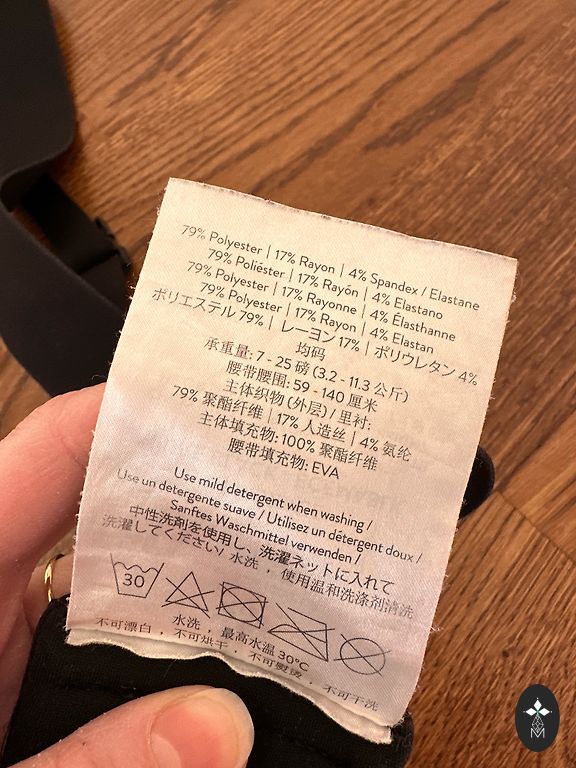 79% Polyester | 17% Rayon | 4% Spandex / Elastane
79% Poliéster | 17% Rayón | 4% Elastano
79% Polyester | 17% Rayonne | 4% Élasthanne
79% Polyester | 17% Rayon | 4% Elastan
ポリエステル 79% | レーヨン 17% | ポリウレタン 4%
均码
承重量: 7 - 25 磅 (3.2 - 11.3 公斤)
腰带腰围: 59 - 140 厘米
主体织物 (外层) / 里衬:
79% 聚酯纤维 | 17% 人造丝 | 4% 氨纶
主体填充物: 100% 聚酯纤维
腰带填充物: EVA
Use mild detergent when washing /
Use un detergente suave / Utilisez un détergent doux /
Sanftes Waschmittel verwenden /
中性洗剤を使用し、洗濯ネットに入れて
洗濯してください/ 水洗 , 使用温和洗涤剂清洗
30
水洗 , 最高水温 30°C
不可漂白 , 不可烘干 , 不可熨烫 , 不可干洗
M